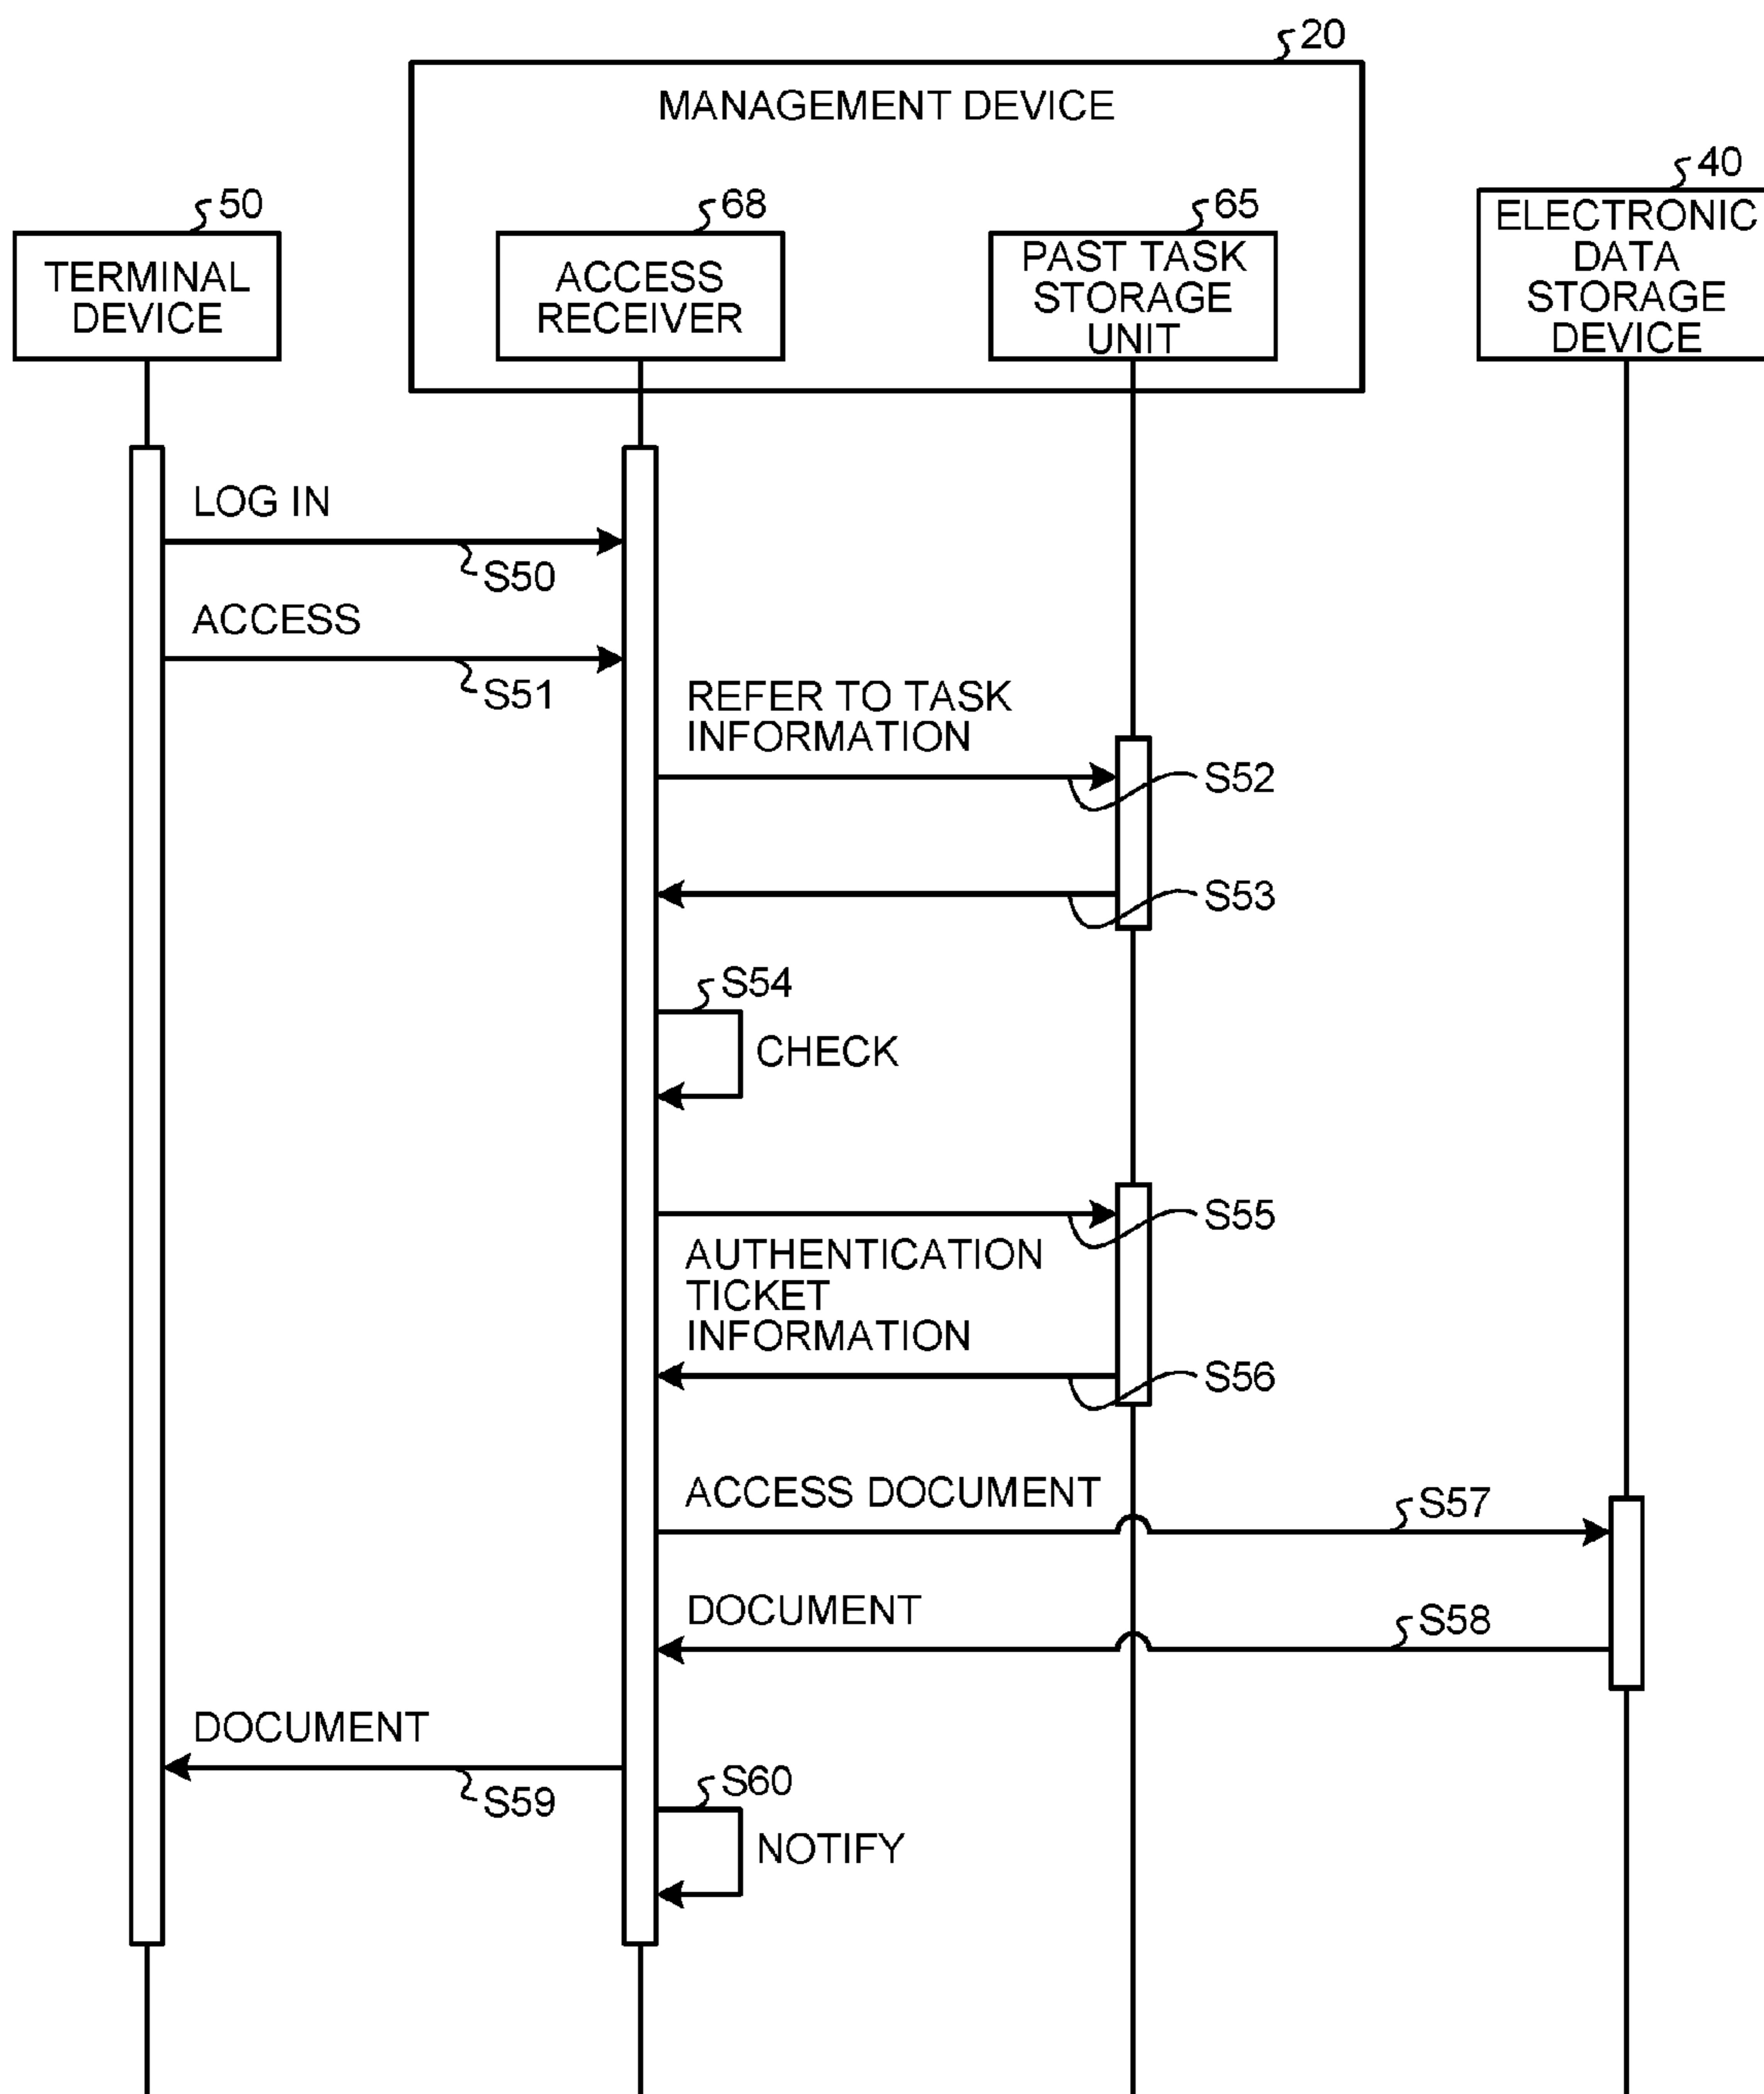 20
MANAGEMENT DEVICE
50
68
65
40
TERMINAL
DEVICE
ACCESS
RECEIVER
PAST TASK
STORAGE
UNIT
ELECTRONIC
DATA
STORAGE
DEVICE
LOG IN
S50
ACCESS
S51
REFER TO TASK
INFORMATION
S52
S53
S54
CHECK
S55
AUTHENTICATION
TICKET
INFORMATION
S56
ACCESS DOCUMENT
S57
DOCUMENT
S58
DOCUMENT
S59
S60
NOTIFY